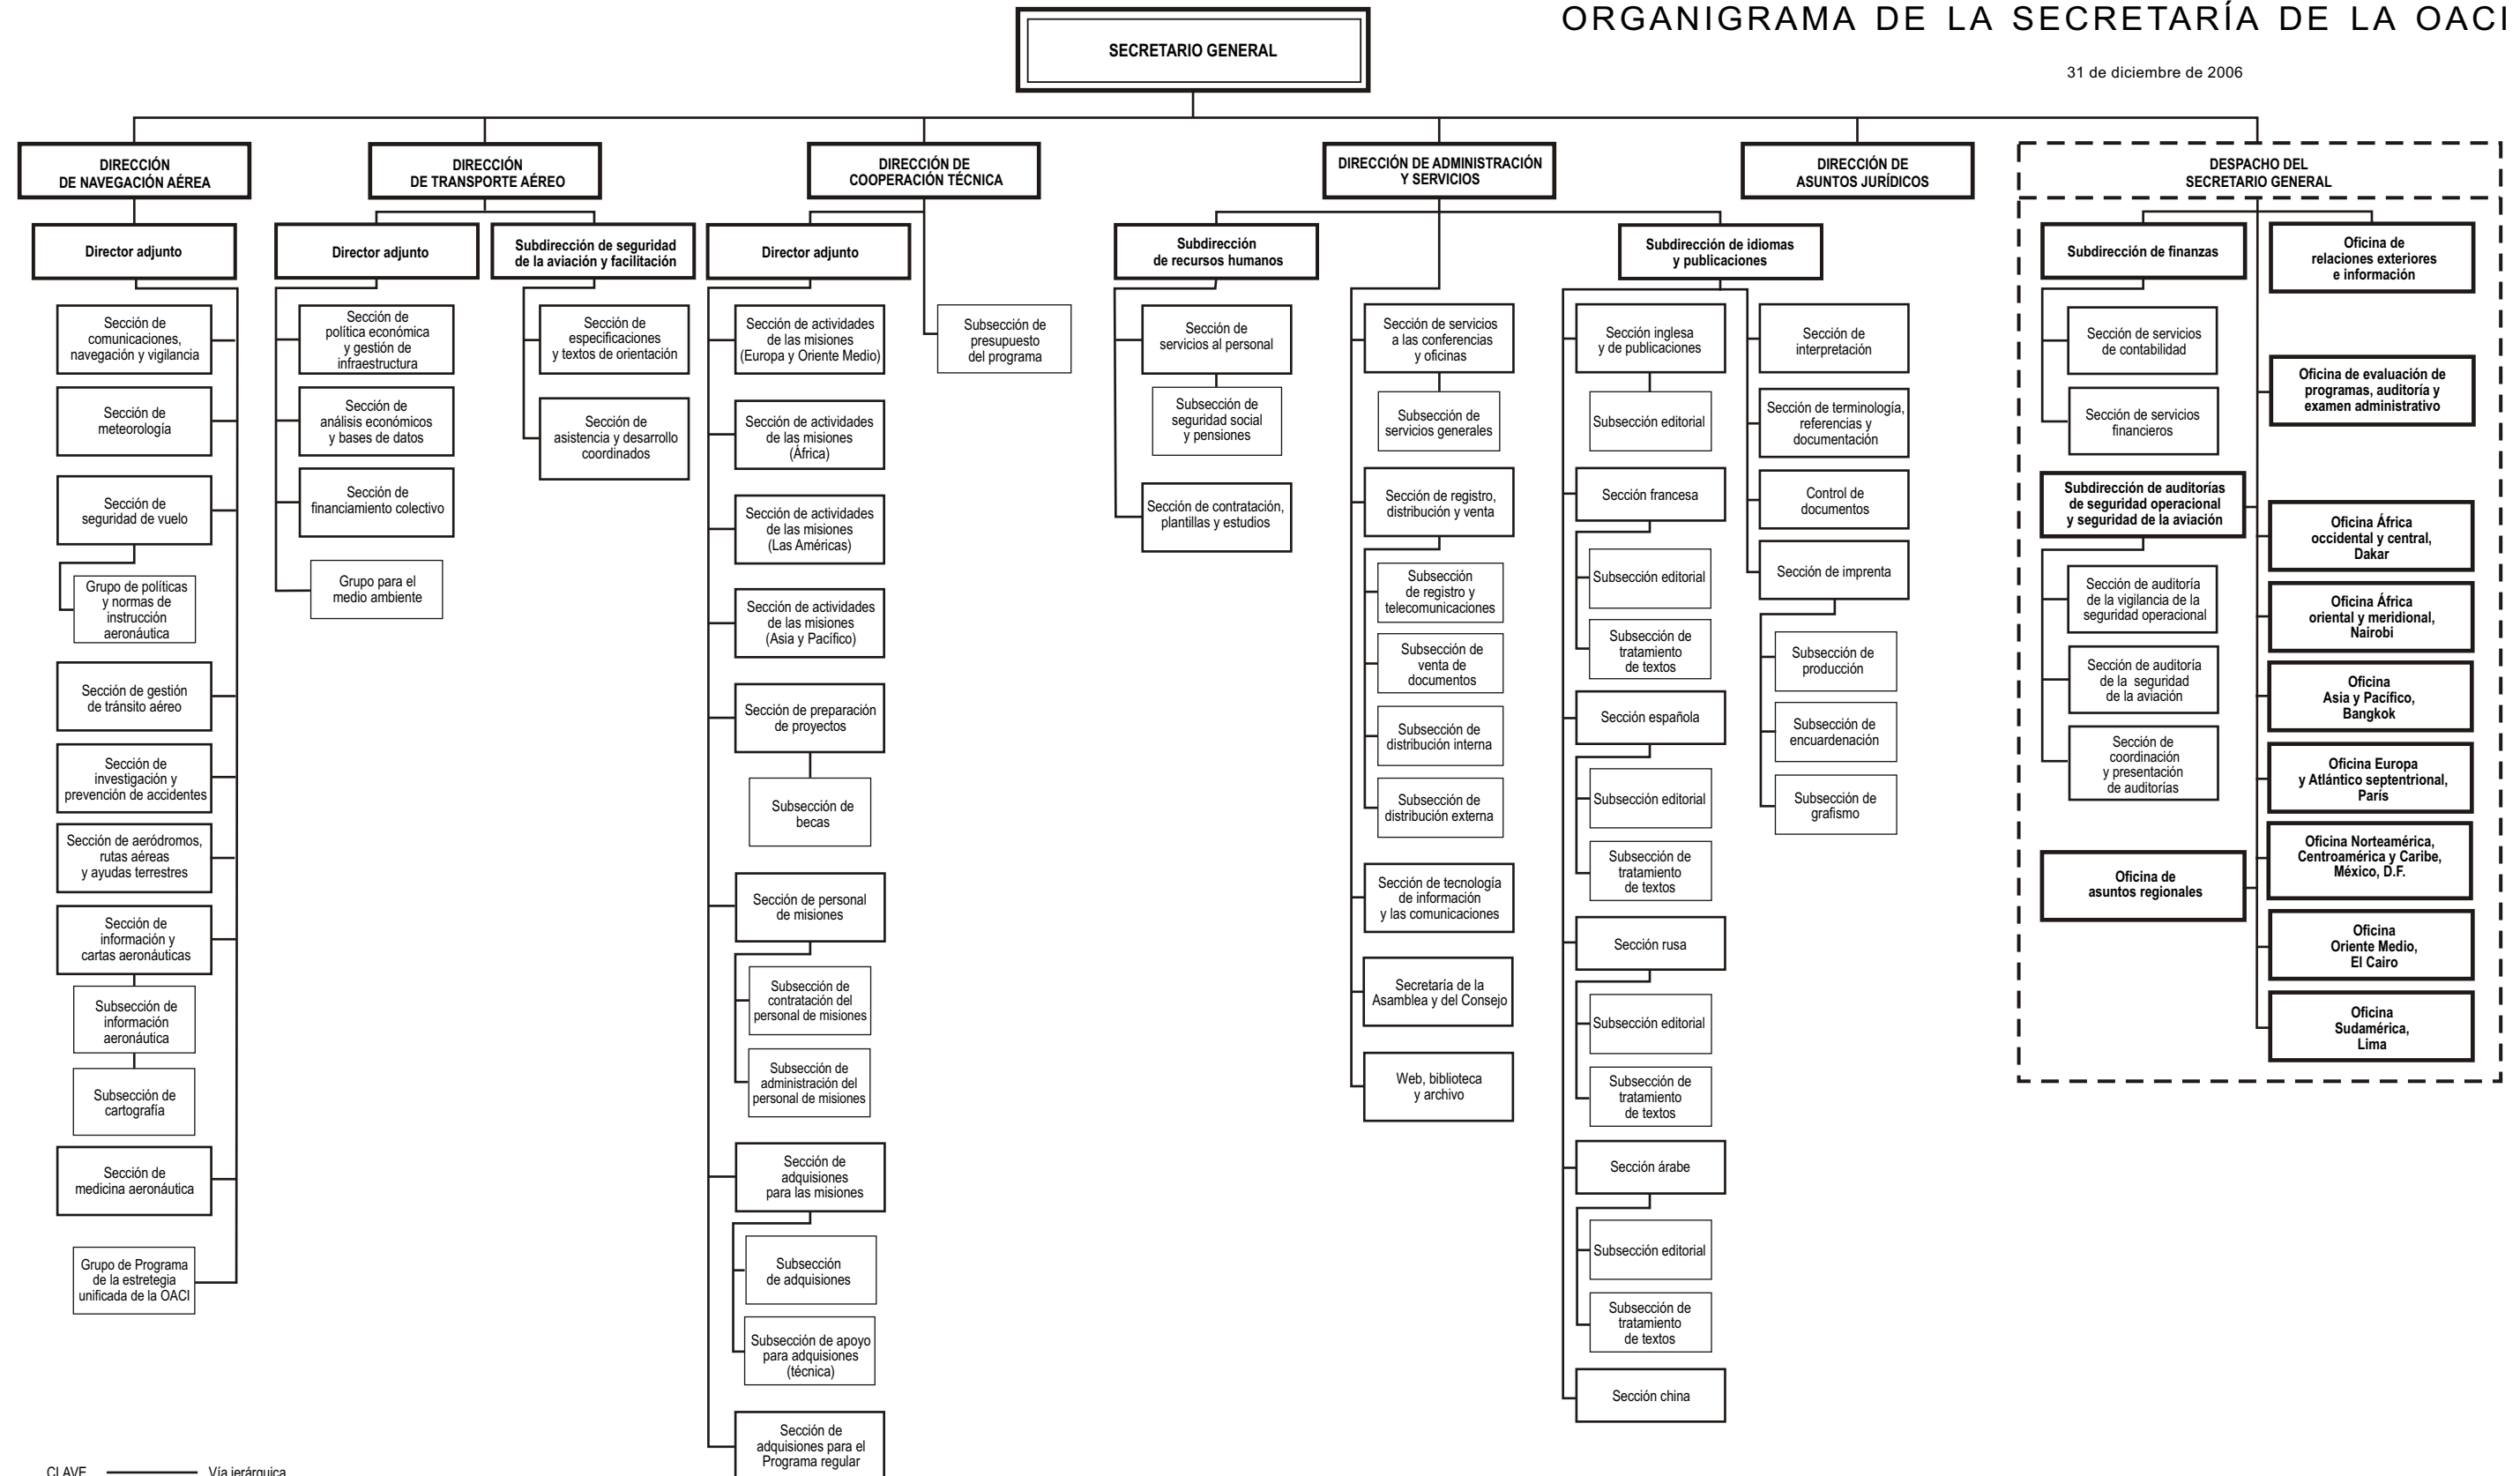 ORGANIGRAMA DE LA SECRETARÍA DE LA OACI
31 de diciembre de 2006
SECRETARIO GENERAL
DIRECCIÓN
DE NAVEGACIÓN AÉREA
Director adjunto
Sección de
comunicaciones,
navegación y vigilancia
Sección de
meteorología
Sección de
seguridad de vuelo
Grupo de políticas
y normas de
instrucción
aeronáutica
Sección de gestión
de tránsito aéreo
Sección de
investigación y
prevención de accidentes
Sección de aeródromos,
rutas aéreas
y ayudas terrestres
Sección de
información y
cartas aeronáuticas
Subsección de
información
aeronáutica
Subsección de
cartografía
Sección de
medicina aeronáutica
Grupo de Programa
de la estretegia
unificada de la OACI
DIRECCIÓN
DE TRANSPORTE AÉREO
Director adjunto
Sección de
política económica
y gestión de
infraestructura
Sección de
análisis económicos
y bases de datos
Sección de
financiamiento colectivo
Grupo para el
medio ambiente
Subdirección de seguridad
de la aviación y facilitación
Sección de
especificaciones
y textos de orientación
Sección de
asistencia y desarrollo
coordinados
DIRECCIÓN DE
COOPERACIÓN TÉCNICA
Director adjunto
Sección de actividades
de las misiones
(Europa y Oriente Medio)
Sección de actividades
de las misiones
(África)
Sección de actividades
de las misiones
(Las Américas)
Sección de actividades
de las misiones
(Asia y Pacífico)
Sección de preparación
de proyectos
Subsección de
becas
Sección de personal
de misiones
Subsección de
contratación del
personal de misiones
Subsección de
administración del
personal de misiones
Sección de
adquisiones
para las misiones
Subsección
de adquisiones
Subsección de apoyo
para adquisiones
(técnica)
Sección de
adquisiones para el
Programa regular
Subsección de
presupuesto
del programa
DIRECCIÓN DE ADMINISTRACIÓN
Y SERVICIOS
Subdirección
de recursos humanos
Sección de
servicios al personal
Subsección de
seguridad social
y pensiones
Sección de contratación,
plantillas y estudios
Sección de servicios
a las conferencias
y oficinas
Subsección de
servicios generales
Sección de registro,
distribución y venta
Subsección
de registro y
telecomunicaciones
Subsección de
venta de
documentos
Subsección de
distribución interna
Subsección de
distribución externa
Sección de tecnología
de información
y las comunicaciones
Secretaría de la
Asamblea y del Consejo
Web, biblioteca
y archivo
Subdirección de idiomas
y publicaciones
Sección inglesa
y de publicaciones
Subsección editorial
Sección francesa
Subsección editorial
Subsección de
tratamiento
de textos
Sección española
Subsección editorial
Subsección de
tratamiento
de textos
Sección rusa
Subsección editorial
Subsección de
tratamiento
de textos
Sección árabe
Subsección editorial
Subsección de
tratamiento
de textos
Sección china
Sección de
interpretación
Sección de terminología,
referencias y
documentación
Control de
documentos
Sección de imprenta
Subsección de
producción
Subsección de
encuardenación
Subsección de
grafismo
DIRECCIÓN DE
ASUNTOS JURÍDICOS
DESPACHO DEL
SECRETARIO GENERAL
Subdirección de finanzas
Sección de servicios
de contabilidad
Sección de servicios
financieros
Subdirección de auditorías
de seguridad operacional
y seguridad de la aviación
Sección de auditoría
de la vigilancia de la
seguridad operacional
Sección de auditoría
de la seguridad
de la aviación
Sección de
coordinación
y presentación
de auditorías
Oficina de
asuntos regionales
Oficina de
relaciones exteriores
e información
Oficina de evaluación de
programas, auditoría y
examen administrativo
Oficina África
occidental y central,
Dakar
Oficina África
oriental y meridional,
Nairobi
Oficina
Asia y Pacífico,
Bangkok
Oficina Europa
y Atlántico septentrional,
París
Oficina Norteamérica,
Centroamérica y Caribe,
México, D.F.
Oficina
Oriente Medio,
El Cairo
Oficina
Sudamérica,
Lima
CLAVE Vía jerárquica